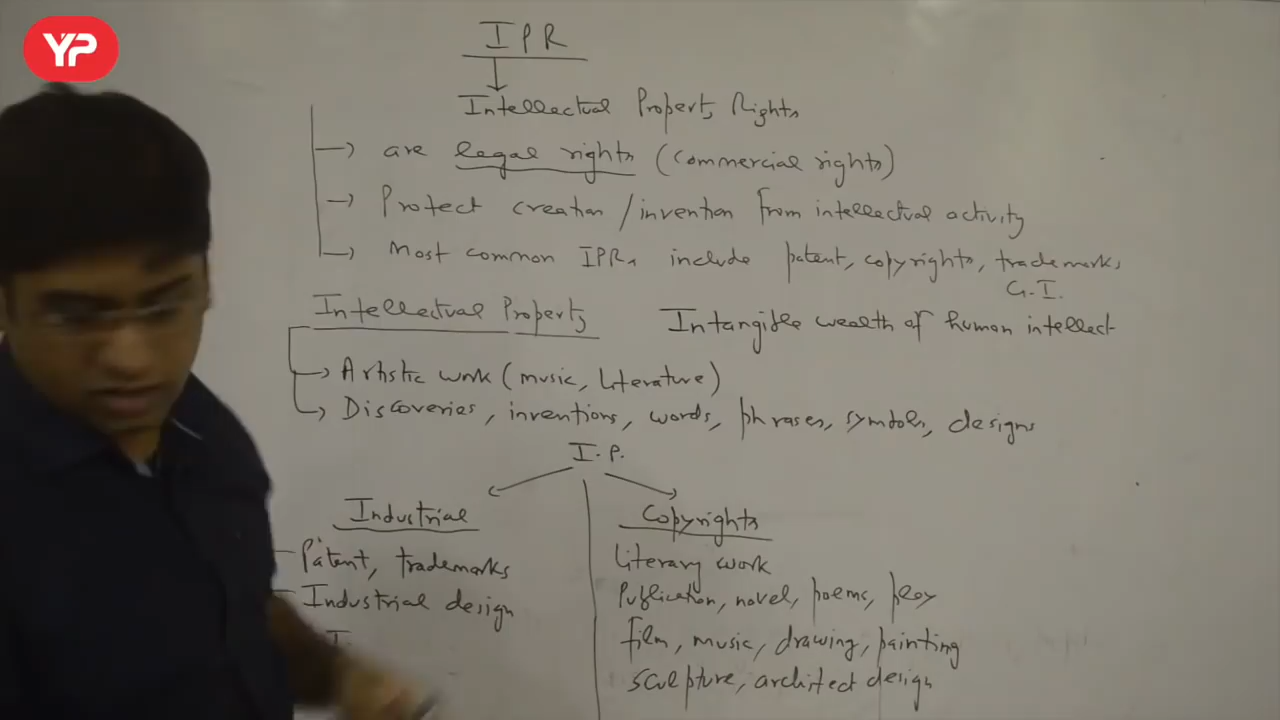 YP
IPR
Intellectual Property Rights
→ are legal rights (commercial rights)
→ Protect creation/invention from intellectual activity
→ Most common IPRs include patent, copyrights, trademarks
G.I.
Intellectual Property Intangible wealth of human intellect
→ Artistic work (music, literature)
→ Discoveries, inventions, words, phrases, symbols, designs
I.P.
Industrial
Patent, trademarks
Industrial design
Copyrights
Literary work
Publication, novel, poems, play
film, music, drawing, painting
sculpture, architect design